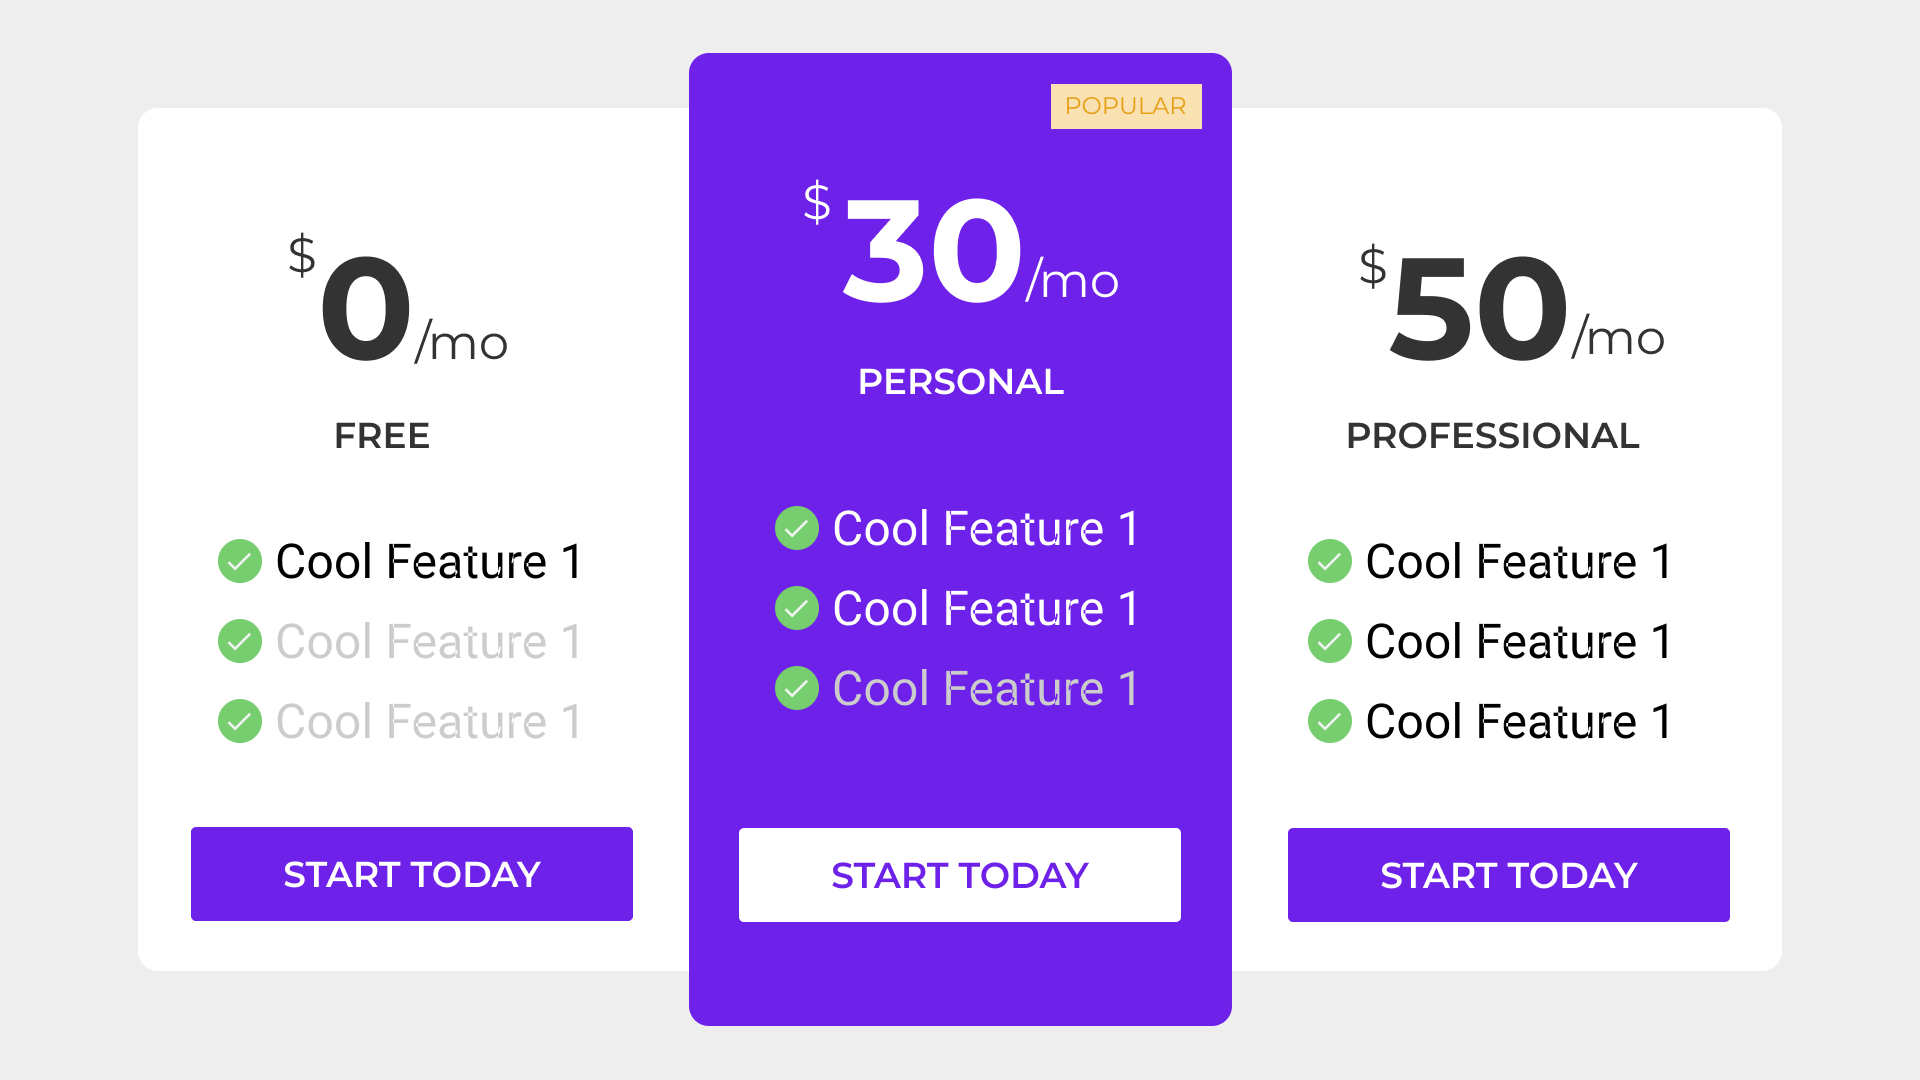 $0/mo
FREE
Cool Feature 1
Cool Feature 1
Cool Feature 1
START TODAY
POPULAR
$30/mo
PERSONAL
Cool Feature 1
Cool Feature 1
Cool Feature 1
START TODAY
$50/mo
PROFESSIONAL
Cool Feature 1
Cool Feature 1
Cool Feature 1
START TODAY